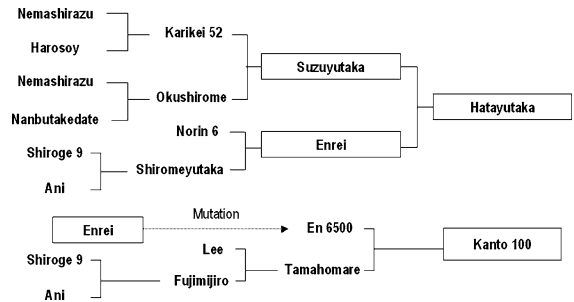 Nemashirazu
Karikei 52
Harosoy
Suzuyutaka
Nemashirazu
Okushirome
Hatayutaka
Nanbutakedate
Norin 6
Enrei
Shiroge 9
Shiromeyutaka
Ani
Mutation
Enrei
En 6500
Lee
Kanto 100
Shiroge 9
Tamahomare
Fujimijiro
Ani